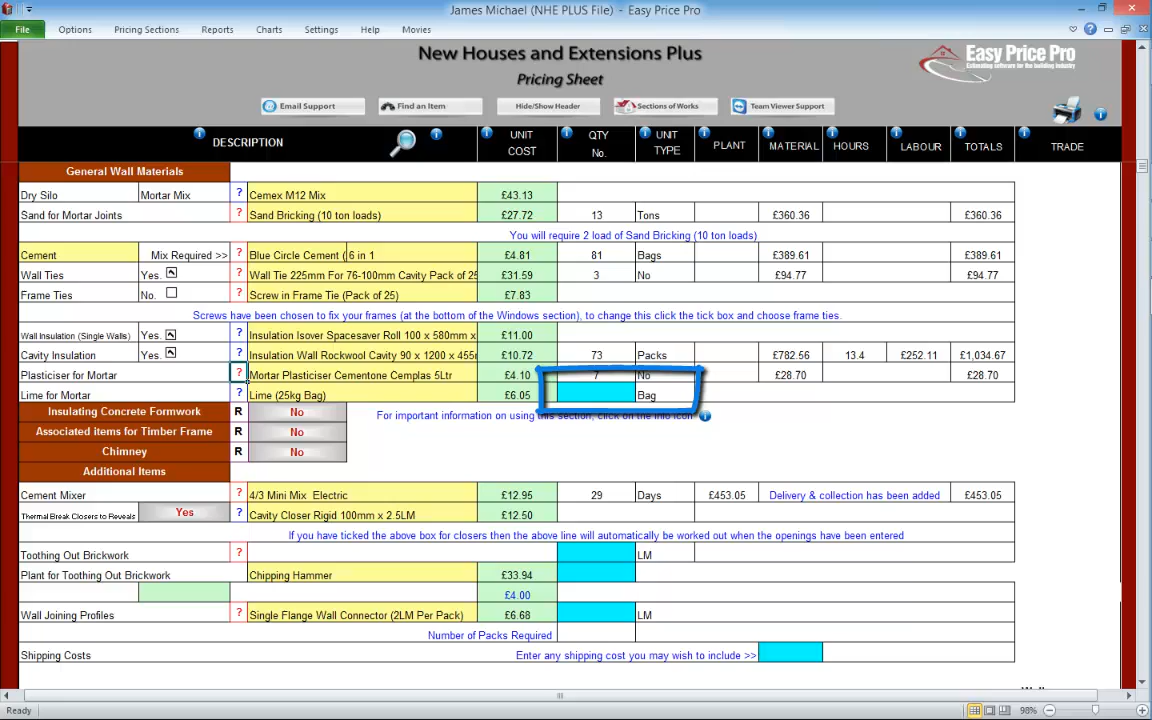 James Michael (NHE PLUS File) - Easy Price Pro
File Options Pricing Sections Reports Charts Settings Help Movies
New Houses and Extensions Plus
Pricing Sheet
Easy Price Pro
Estimating software for the building industry
Email Support Find an Item Hide/Show Header Sections of Works Team Viewer Support
DESCRIPTION UNIT COST QTY No. UNIT TYPE PLANT MATERIAL HOURS LABOUR TOTALS TRADE
General Wall Materials
Dry Silo Mortar Mix ? Cemex M12 Mix £43.13
Sand for Mortar Joints ? Sand Bricking (10 ton loads) £27.72 13 Tons £360.36 £360.36
You will require 2 load of Sand Bricking (10 ton loads)
Cement Mix Required >> ? Blue Circle Cement ( 6 in 1 £4.81 81 Bags £389.61 £389.61
Wall Ties Yes. ? Wall Tie 225mm For 76-100mm Cavity Pack of 25 £31.59 3 No £94.77 £94.77
Frame Ties No. ? Screw in Frame Tie (Pack of 25) £7.83
Screws have been chosen to fix your frames (at the bottom of the Windows section), to change this click the tick box and choose frame ties.
Wall Insulation (Single Walls) Yes. ? Insulation Isover Spacesaver Roll 100 x 580mm x £11.00
Cavity Insulation Yes. ? Insulation Wall Rockwool Cavity 90 x 1200 x 455m £10.72 73 Packs £782.56 13.4 £252.11 £1,034.67
Plasticiser for Mortar ? Mortar Plasticiser Cementone Cemplas 5Ltr £4.10 7 No £28.70 £28.70
Lime for Mortar ? Lime (25kg Bag) £6.05 Bag
Insulating Concrete Formwork R No For important information on using this section, click on the info icon
Associated items for Timber Frame R No
Chimney R No
Additional Items
Cement Mixer ? 4/3 Mini Mix Electric £12.95 29 Days £453.05 Delivery & collection has been added £453.05
Thermal Break Closers to Reveals Yes ? Cavity Closer Rigid 100mm x 2.5LM £12.50
If you have ticked the above box for closers then the above line will automatically be worked out when the openings have been entered
Toothing Out Brickwork ? LM
Plant for Toothing Out Brickwork Chipping Hammer £33.94
£4.00
Wall Joining Profiles ? Single Flange Wall Connector (2LM Per Pack) £6.68 LM
Number of Packs Required
Shipping Costs Enter any shipping cost you may wish to include >>
Ready 98%